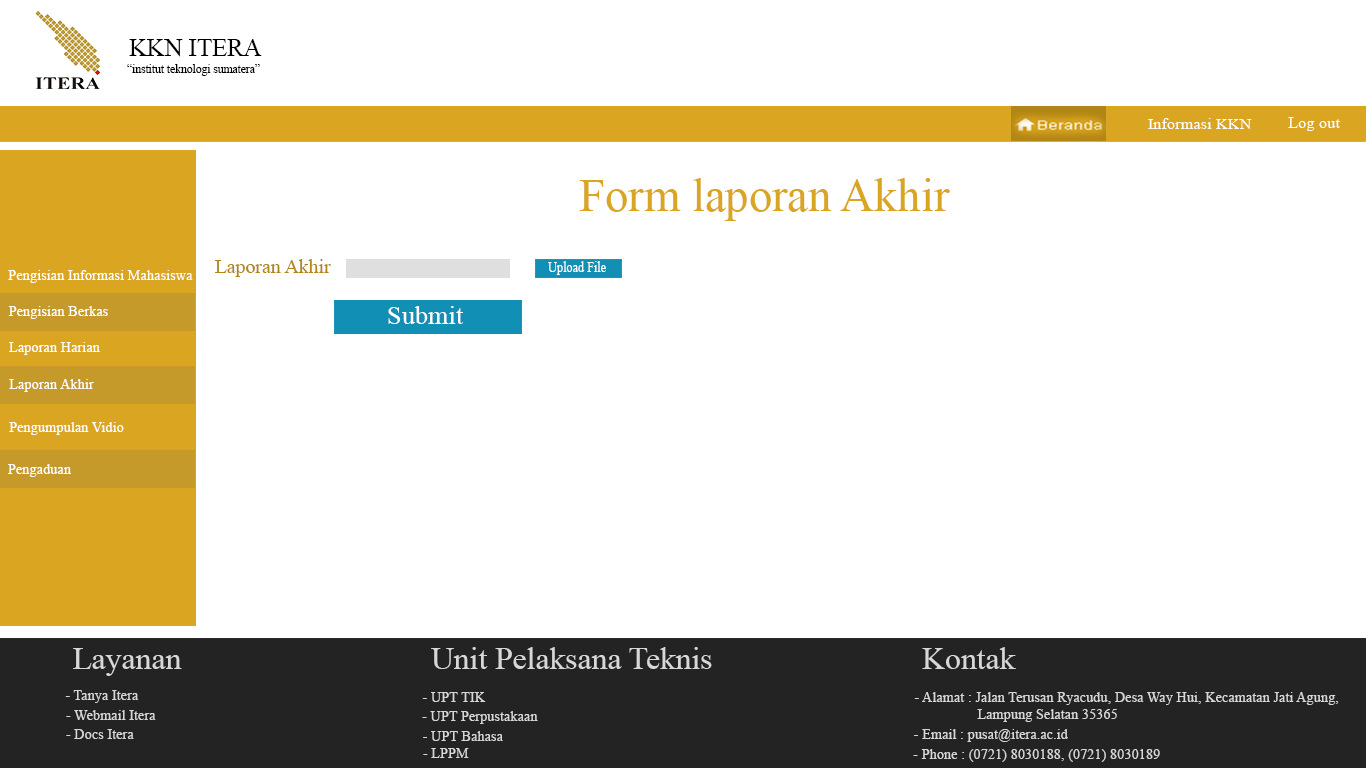 ITERA
KKN ITERA
“institut teknologi sumatera”
Beranda
Informasi KKN
Log out
Form laporan Akhir
Pengisian Informasi Mahasiswa
Pengisian Berkas
Laporan Harian
Laporan Akhir
Pengumpulan Vidio
Pengaduan
Laporan Akhir
Upload File
Submit
Layanan
- Tanya Itera
- Webmail Itera
- Docs Itera
Unit Pelaksana Teknis
- UPT TIK
- UPT Perpustakaan
- UPT Bahasa
- LPPM
Kontak
- Alamat : Jalan Terusan Ryacudu, Desa Way Hui, Kecamatan Jati Agung,
Lampung Selatan 35365
- Email : pusat@itera.ac.id
- Phone : (0721) 8030188, (0721) 8030189